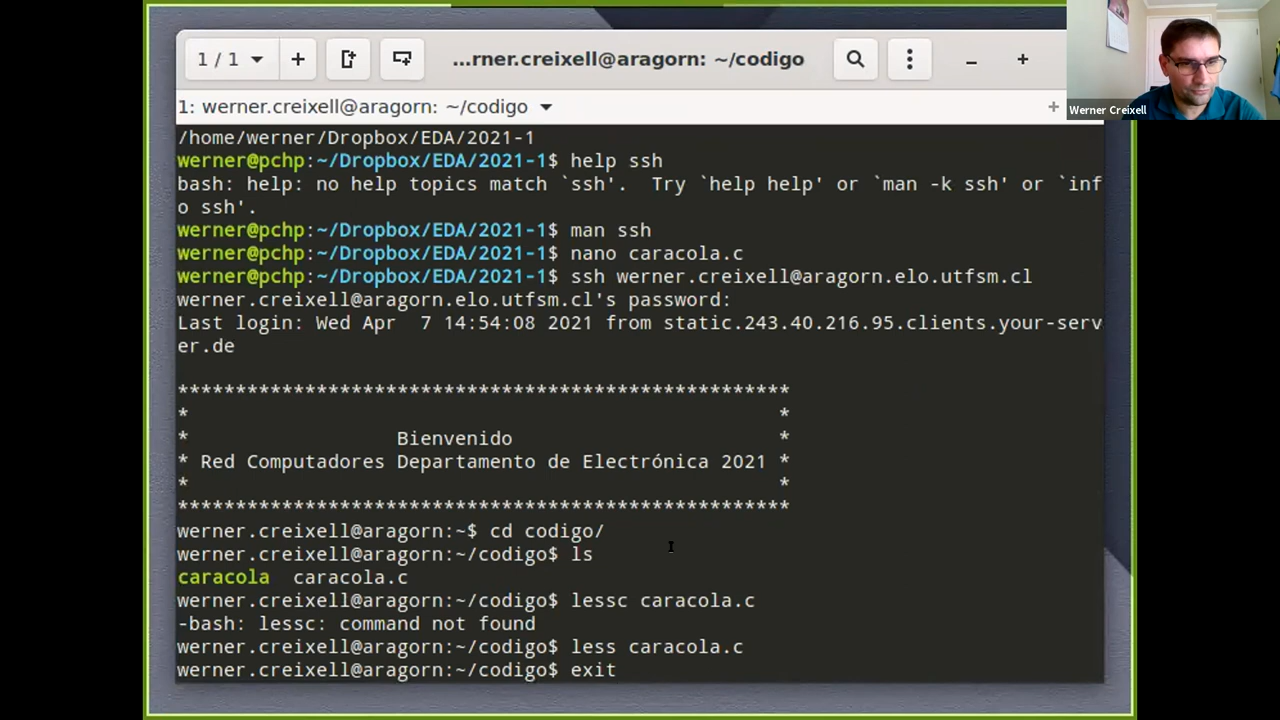 1 / 1
...rner.creixell@aragorn: ~/codigo
Werner Creixell
1: werner.creixell@aragorn: ~/codigo
/home/werner/Dropbox/EDA/2021-1
werner@pchp:~/Dropbox/EDA/2021-1$ help ssh
bash: help: no help topics match `ssh'.  Try `help help' or `man -k ssh' or `inf
o ssh'.
werner@pchp:~/Dropbox/EDA/2021-1$ man ssh
werner@pchp:~/Dropbox/EDA/2021-1$ nano caracola.c
werner@pchp:~/Dropbox/EDA/2021-1$ ssh werner.creixell@aragorn.elo.utfsm.cl
werner.creixell@aragorn.elo.utfsm.cl's password:
Last login: Wed Apr  7 14:54:08 2021 from static.243.40.216.95.clients.your-serv
er.de
*****************************************************
*                                                   *
*                  Bienvenido                       *
* Red Computadores Departamento de Electrónica 2021 *
*                                                   *
*****************************************************
werner.creixell@aragorn:~$ cd codigo/
werner.creixell@aragorn:~/codigo$ ls
caracola  caracola.c
werner.creixell@aragorn:~/codigo$ lessc caracola.c
-bash: lessc: command not found
werner.creixell@aragorn:~/codigo$ less caracola.c
werner.creixell@aragorn:~/codigo$ exit